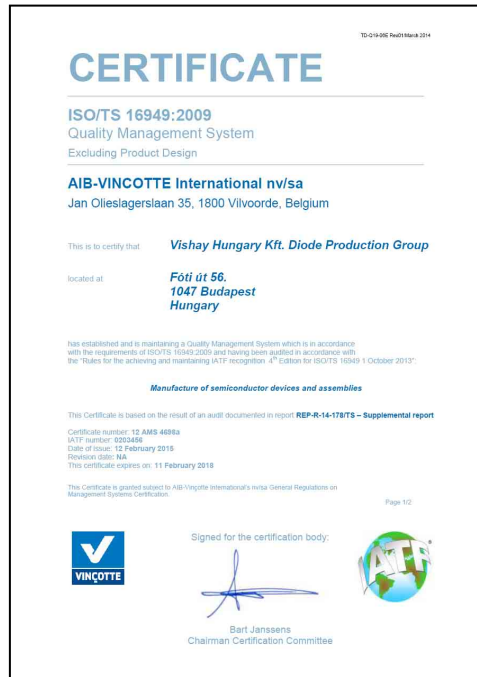 TD-Q19-06E Rev01/March 2014
CERTIFICATE
ISO/TS 16949:2009
Quality Management System
Excluding Product Design
AIB-VINCOTTE International nv/sa
Jan Olieslagerslaan 35, 1800 Vilvoorde, Belgium
This is to certify that Vishay Hungary Kft. Diode Production Group
located at Fóti út 56.
1047 Budapest
Hungary
has established and is maintaining a Quality Management System which is in accordance
with the requirements of ISO/TS 16949:2009 and having been audited in accordance with
the "Rules for the achieving and maintaining IATF recognition 4th Edition for ISO/TS 16949 1 October 2013":
Manufacture of semiconductor devices and assemblies
This Certificate is based on the result of an audit documented in report REP-R-14-178/TS – Supplemental report
Certificate number: 12 AMS 4698a
IATF number: 0203456
Date of issue: 12 February 2015
Revision date: NA
This certificate expires on: 11 February 2018
This Certificate is granted subject to AIB-Vinçotte International's nv/sa General Regulations on
Management Systems Certification.
Page 1/2
Signed for the certification body:
VINÇOTTE
IATF
®
Bart Janssens
Chairman Certification Committee